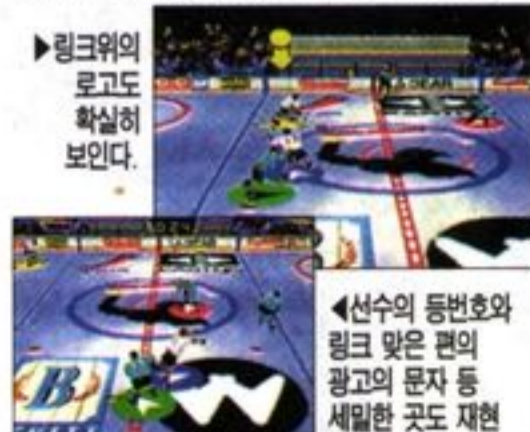 ▶링크위의
로고도
확실히
보인다.
◀선수의 등번호와
링크 맞은 편의
광고의 문자 등
세밀한 곳도 재현